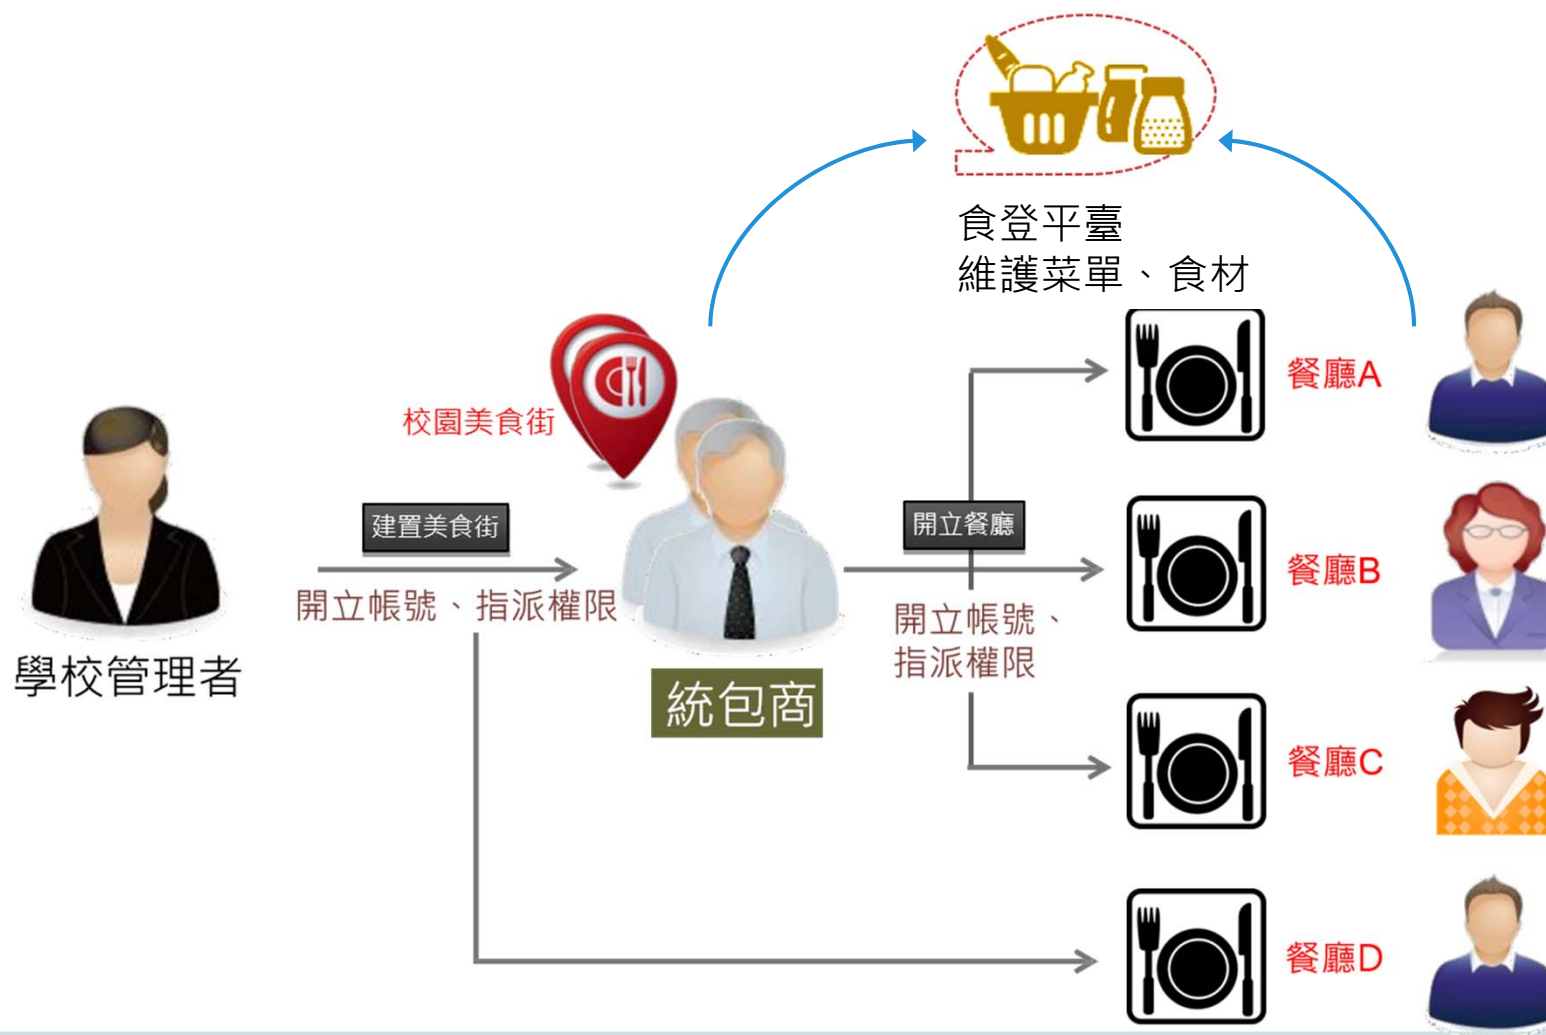 食登平臺
維護菜單、食材
校園美食街
餐廳A
建置美食街
開立餐廳
餐廳B
開立帳號、指派權限
開立帳號、
指派權限
學校管理者
統包商
餐廳C
餐廳D